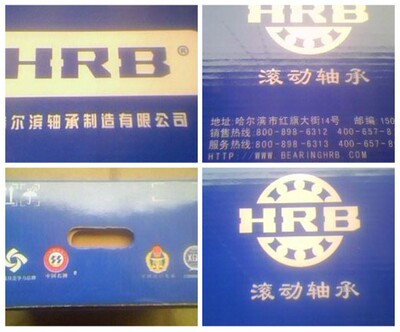 HRB®
尔滨轴承制造有限公司
HRB
滚动轴承
地址:哈尔滨市红旗大街14号 邮编:150
销售热线:800-898-6312 400-657-8
服务热线:800-898-6313 400-657-8
HTTP://WWW.BEARINGHRB.COM
HRB
滚动轴承